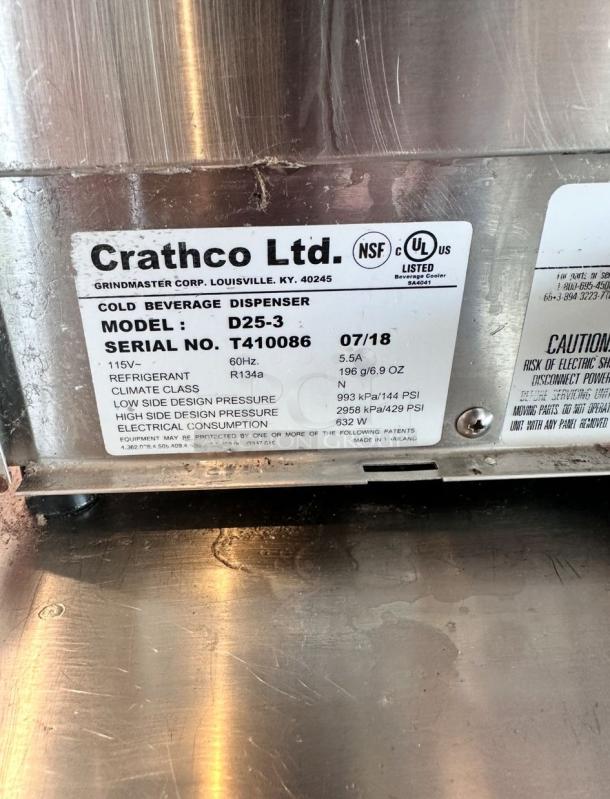 Crathco Ltd.
NSF
C UL US
LISTED
Beverage Cooler
9A4041
GRINDMASTER CORP. LOUISVILLE. KY. 40245
COLD BEVERAGE DISPENSER
MODEL : D25-3
SERIAL NO. T410086 07/18
115V~ 60Hz. 5.5A
REFRIGERANT R134a 196 g/6.9 OZ
CLIMATE CLASS N
LOW SIDE DESIGN PRESSURE 993 kPa/144 PSI
HIGH SIDE DESIGN PRESSURE 2958 kPa/429 PSI
ELECTRICAL CONSUMPTION 632 W
EQUIPMENT MAY BE PROTECTED BY ONE OR MORE OF THE FOLLOWING PATENTS
MADE IN THAILAND
CAUTION
RISK OF ELECTRIC
DISCONNECT POWER
BEFORE SERVICING UNIT
MOVING PARTS. DO NOT
UNIT WITH ANY PANEL REMOVED